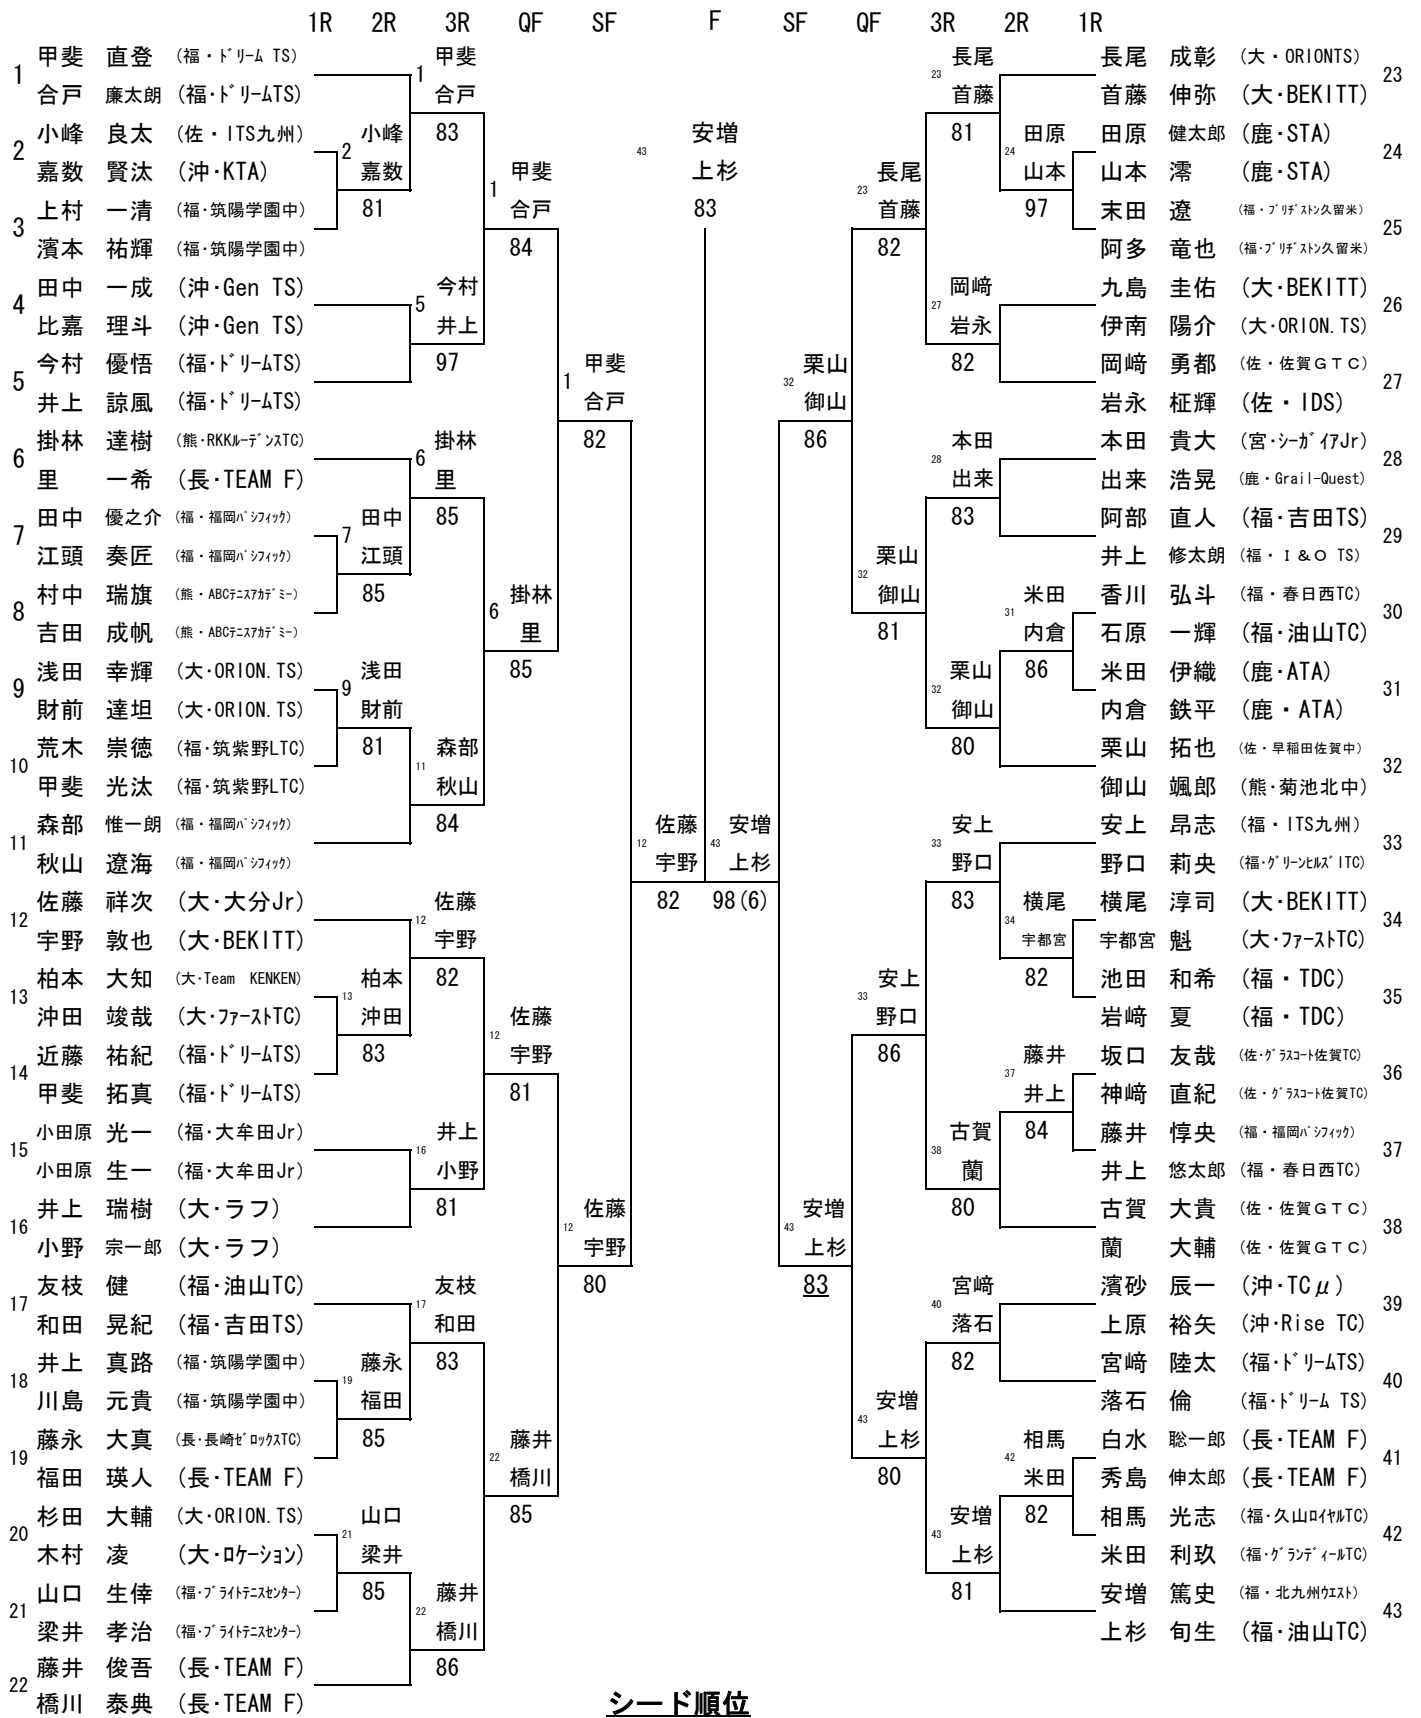 1R 2R 3R QF SF F SF QF 3R 2R 1R
1 甲斐 直登 (福・ドリーム TS)
合戸 廉太朗 (福・ドリームTS)
2 小峰 良太 (佐・ITS九州)
嘉数 賢汰 (沖・KTA)
3 上村 一清 (福・筑陽学園中)
濱本 祐輝 (福・筑陽学園中)
4 田中 一成 (沖・Gen TS)
比嘉 理斗 (沖・Gen TS)
5 今村 優悟 (福・ドリームTS)
井上 諒風 (福・ドリームTS)
6 掛林 達樹 (熊・RKKルーデンスTC)
里 一希 (長・TEAM F)
7 田中 優之介 (福・福岡パシフィック)
江頭 奏匠 (福・福岡パシフィック)
8 村中 瑞旗 (熊・ABCテニスアカデミー)
吉田 成帆 (熊・ABCテニスアカデミー)
9 浅田 幸輝 (大・ORION.TS)
財前 達坦 (大・ORION.TS)
10 荒木 崇徳 (福・筑紫野LTC)
甲斐 光汰 (福・筑紫野LTC)
11 森部 惟一朗 (福・福岡パシフィック)
秋山 遼海 (福・福岡パシフィック)
12 佐藤 祥次 (大・大分Jr)
宇野 敦也 (大・BEKITT)
13 柏本 大知 (大・Team KENKEN)
沖田 竣哉 (大・ファーストTC)
14 近藤 祐紀 (福・ドリームTS)
甲斐 拓真 (福・ドリームTS)
15 小田原 光一 (福・大牟田Jr)
小田原 生一 (福・大牟田Jr)
16 井上 瑞樹 (大・ラフ)
小野 宗一郎 (大・ラフ)
17 友枝 健 (福・油山TC)
和田 晃紀 (福・吉田TS)
18 井上 真路 (福・筑陽学園中)
川島 元貴 (福・筑陽学園中)
19 藤永 大真 (長・長崎ゼロックスTC)
福田 瑛人 (長・TEAM F)
20 杉田 大輔 (大・ORION.TS)
木村 凌 (大・ロケーション)
21 山口 生倖 (福・ブライトテニスセンター)
梁井 孝治 (福・ブライトテニスセンター)
22 藤井 俊吾 (長・TEAM F)
橋川 泰典 (長・TEAM F)
2 小峰
嘉数
81
7 田中
江頭
85
9 浅田
財前
81
13 柏本
沖田
83
19 藤永
福田
85
21 山口
梁井
85
1 甲斐
合戸
83
5 今村
井上
97
6 掛林
里
85
11 森部
秋山
84
12 佐藤
宇野
82
16 井上
小野
81
17 友枝
和田
83
22 藤井
橋川
86
1 甲斐
合戸
84
6 掛林
里
85
12 佐藤
宇野
81
22 藤井
橋川
85
1 甲斐
合戸
82
12 佐藤
宇野
80
12 佐藤
宇野
82
43 安増
上杉
83
43 安増
上杉
98(6)
32 栗山
御山
86
43 安増
上杉
83
23 長尾
首藤
82
32 栗山
御山
81
33 安上
野口
86
43 安増
上杉
80
23 長尾
首藤
81
27 岡﨑
岩永
82
28 本田
出来
83
32 栗山
御山
80
33 安上
野口
83
38 古賀
蘭
80
40 宮﨑
落石
82
43 安増
上杉
81
24 田原
山本
97
31 米田
内倉
86
34 横尾
宇都宮
82
37 藤井
井上
84
42 相馬
米田
82
長尾 成彰 (大・ORIONTS) 23
首藤 伸弥 (大・BEKITT)
田原 健太郎 (鹿・STA) 24
山本 澪 (鹿・STA)
末田 遼 (福・ブリヂストン久留米) 25
阿多 竜也 (福・ブリヂストン久留米)
九島 圭佑 (大・BEKITT) 26
伊南 陽介 (大・ORION.TS)
岡﨑 勇都 (佐・佐賀GTC) 27
岩永 柾輝 (佐・IDS)
本田 貴大 (宮・シーガイアJr) 28
出来 浩晃 (鹿・Grail-Quest)
阿部 直人 (福・吉田TS) 29
井上 修太朗 (福・I&O TS)
香川 弘斗 (福・春日西TC) 30
石原 一輝 (福・油山TC)
米田 伊織 (鹿・ATA) 31
内倉 鉄平 (鹿・ATA)
栗山 拓也 (佐・早稲田佐賀中) 32
御山 颯郎 (熊・菊池北中)
安上 昂志 (福・ITS九州) 33
野口 莉央 (福・グリーンヒルズITC)
横尾 淳司 (大・BEKITT) 34
宇都宮 魁 (大・ファーストTC)
池田 和希 (福・TDC) 35
岩﨑 夏 (福・TDC)
坂口 友哉 (佐・グラスコート佐賀TC) 36
神﨑 直紀 (佐・グラスコート佐賀TC)
藤井 惇央 (福・福岡パシフィック) 37
井上 悠太郎 (福・春日西TC)
古賀 大貴 (佐・佐賀GTC) 38
蘭 大輔 (佐・佐賀GTC)
濱砂 辰一 (沖・TCμ) 39
上原 裕矢 (沖・Rise TC)
宮﨑 陸太 (福・ドリームTS) 40
落石 倫 (福・ドリーム TS)
白水 聡一郎 (長・TEAM F) 41
秀島 伸太郎 (長・TEAM F)
相馬 光志 (福・久山ロイヤルTC) 42
米田 利玖 (福・グランディールTC)
安増 篤史 (福・北九州ウエスト) 43
上杉 旬生 (福・油山TC)
シード順位